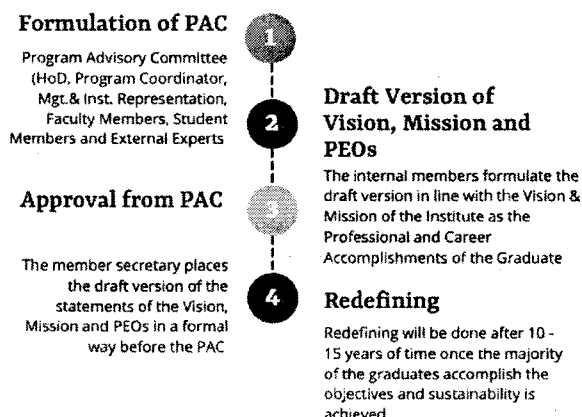 Formulation of PAC
1
Program Advisory Committee
(HoD, Program Coordinator,
Mgt.& Inst. Representation,
Faculty Members, Student
Members and External Experts
2
Draft Version of
Vision, Mission and
PEOs
The internal members formulate the
draft version in line with the Vision &
Mission of the Institute as the
Professional and Career
Accomplishments of the Graduate
Approval from PAC
3
The member secretary places
the draft version of the
statements of the Vision,
Mission and PEOs in a formal
way before the PAC
4
Redefining
Redefining will be done after 10 -
15 years of time once the majority
of the graduates accomplish the
objectives and sustainability is
achieved